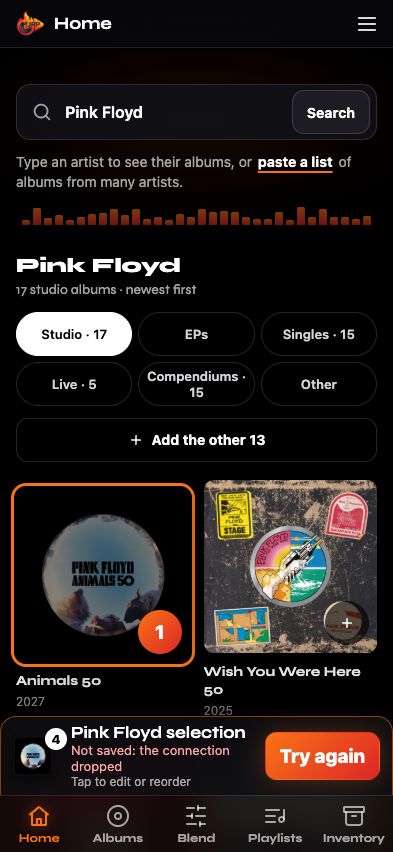 Home
Pink Floyd
Search
Type an artist to see their albums, or paste a list of
albums from many artists.
Pink Floyd
17 studio albums · newest first
Studio · 17
EPs
Singles · 15
Live · 5
Compendiums ·
15
Other
+ Add the other 13
PINK FLOYD
ANIMALS 50
1
PINK FLOYD
STAGE
+
Animals 50
2027
Wish You Were Here
50
2025
4
Pink Floyd selection
Not saved: the connection
dropped
Tap to edit or reorder
Try again
Home
Albums
Blend
Playlists
Inventory